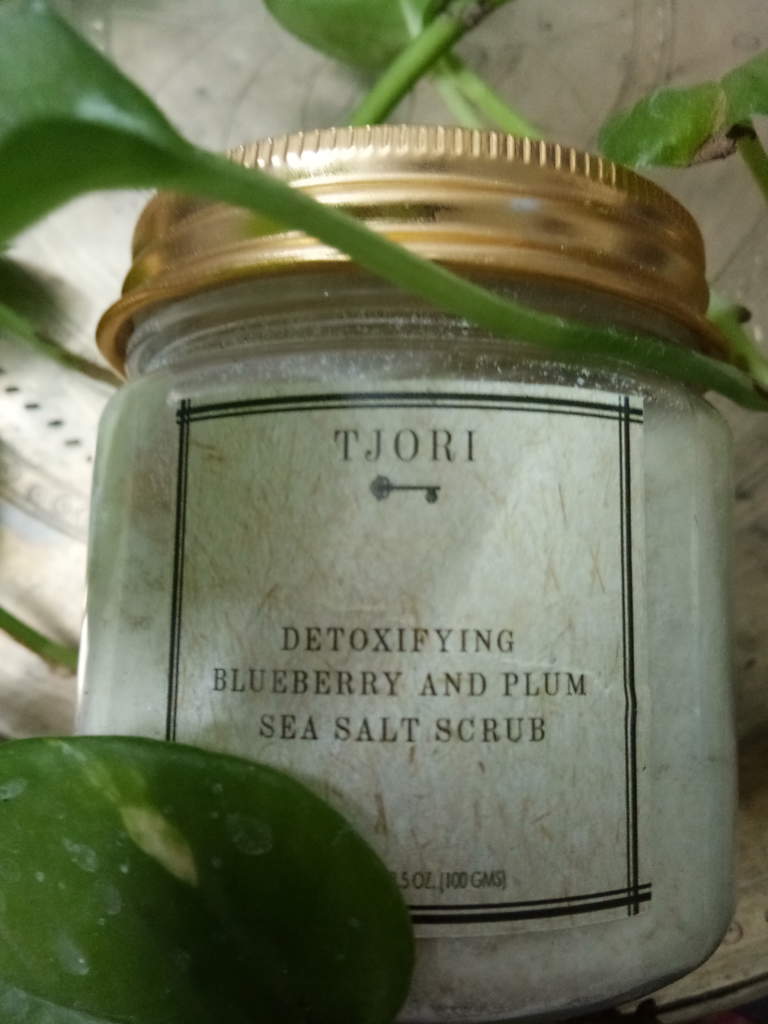 TJORI
DETOXIFYING
BLUEBERRY AND PLUM
SEA SALT SCRUB
.5 OZ. (100 GMS)